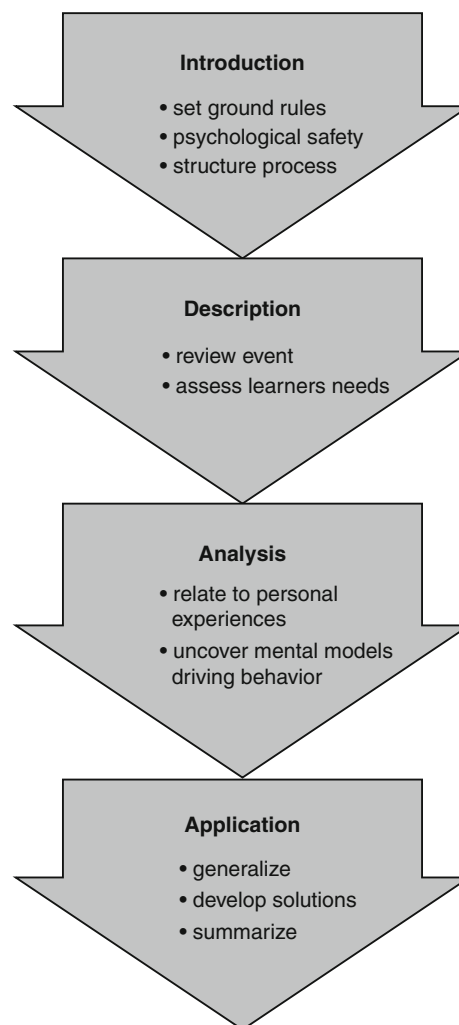 Introduction
• set ground rules
• psychological safety
• structure process
Description
• review event
• assess learners needs
Analysis
• relate to personal
experiences
• uncover mental models
driving behavior
Application
• generalize
• develop solutions
• summarize